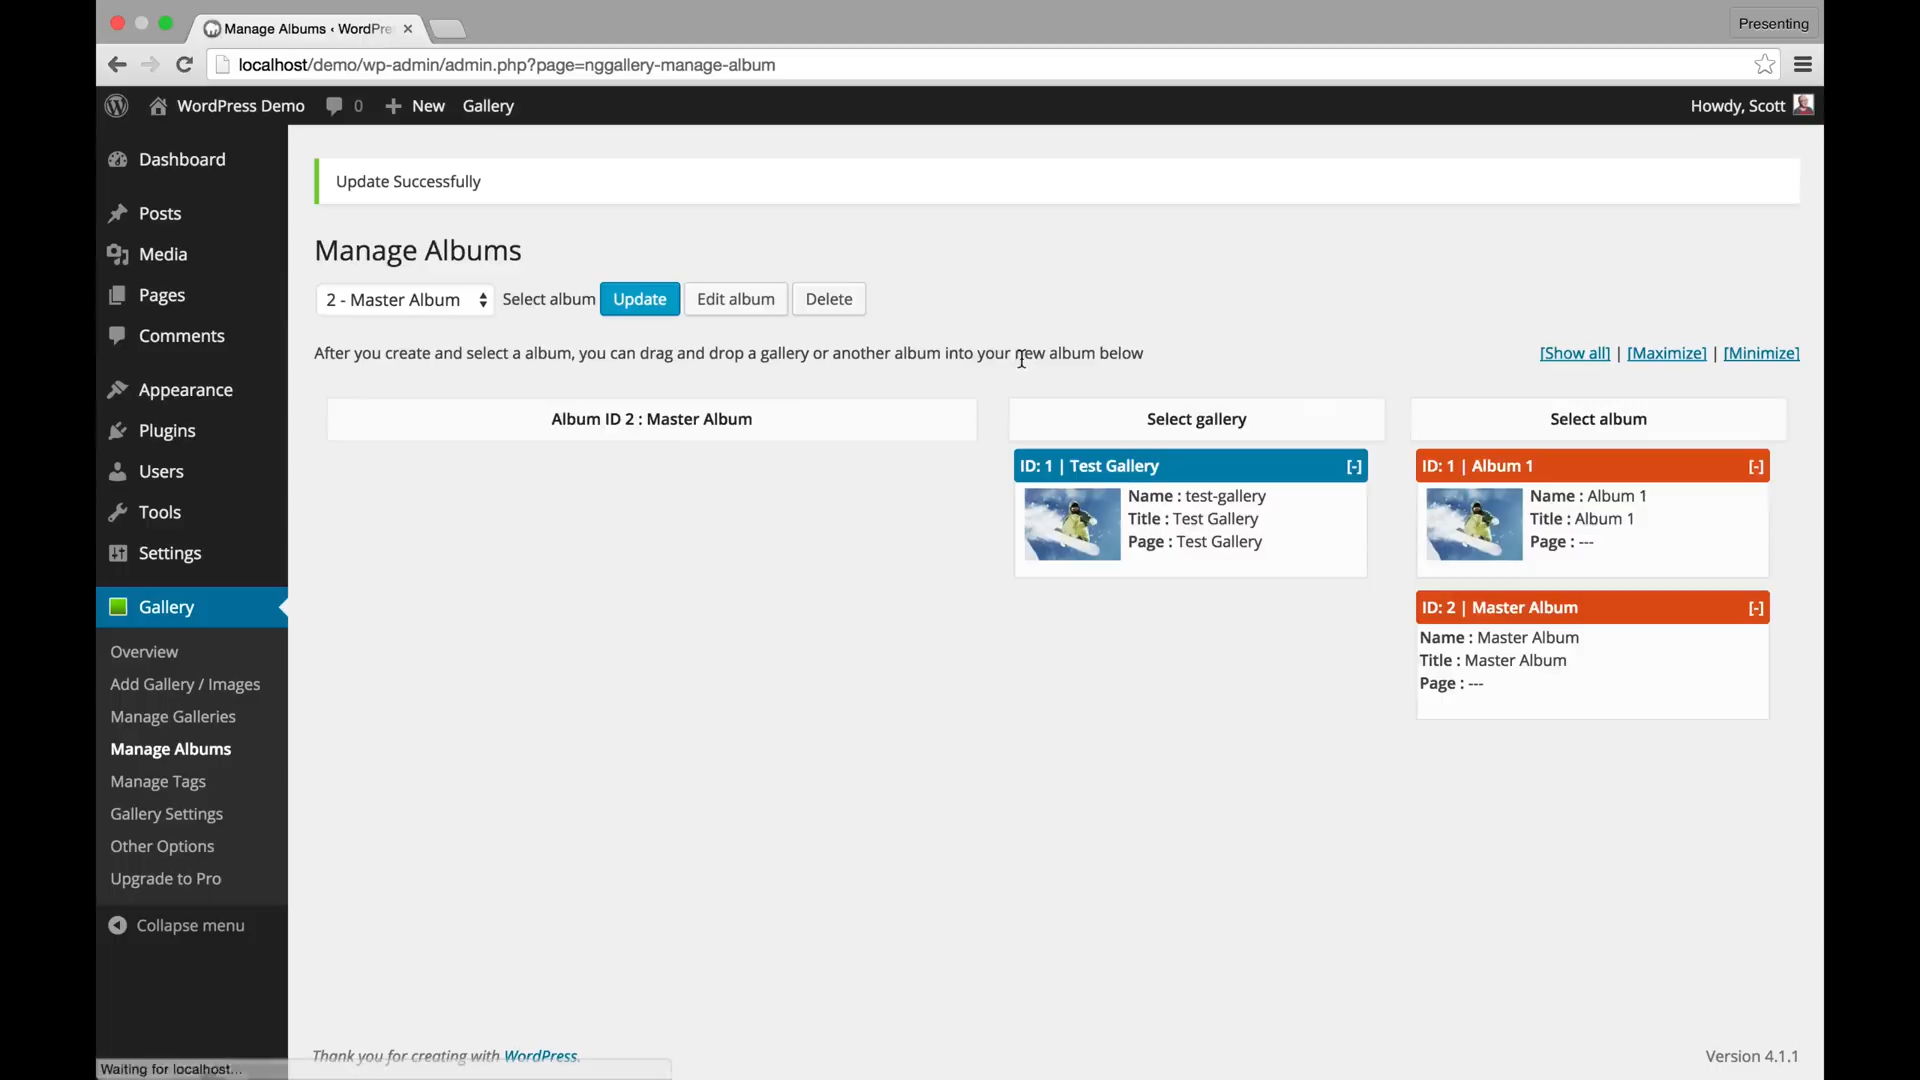 Manage Albums ‹ WordPre
Presenting
localhost/demo/wp-admin/admin.php?page=nggallery-manage-album
WordPress Demo 0 New Gallery
Howdy, Scott
Dashboard
Posts
Media
Pages
Comments
Appearance
Plugins
Users
Tools
Settings
Gallery
Overview
Add Gallery / Images
Manage Galleries
Manage Albums
Manage Tags
Gallery Settings
Other Options
Upgrade to Pro
Collapse menu
Update Successfully
Manage Albums
2 - Master Album Select album Update Edit album Delete
After you create and select a album, you can drag and drop a gallery or another album into your new album below
[Show all] | [Maximize] | [Minimize]
Album ID 2 : Master Album
Select gallery
ID: 1 | Test Gallery [-]
Name : test-gallery
Title : Test Gallery
Page : Test Gallery
Select album
ID: 1 | Album 1 [-]
Name : Album 1
Title : Album 1
Page : ---
ID: 2 | Master Album [-]
Name : Master Album
Title : Master Album
Page : ---
Thank you for creating with WordPress.
Version 4.1.1
Waiting for localhost...